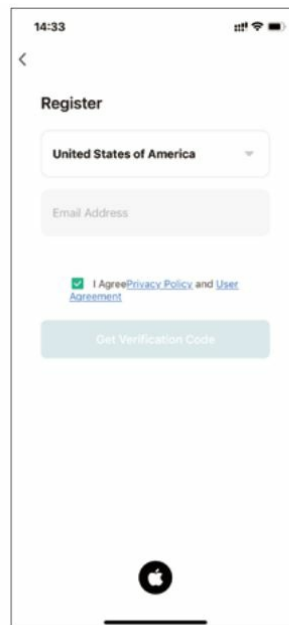 14:33
Register
United States of America
Email Address
I AgreePrivacy Policy and User
Agreement
Get Verification Code